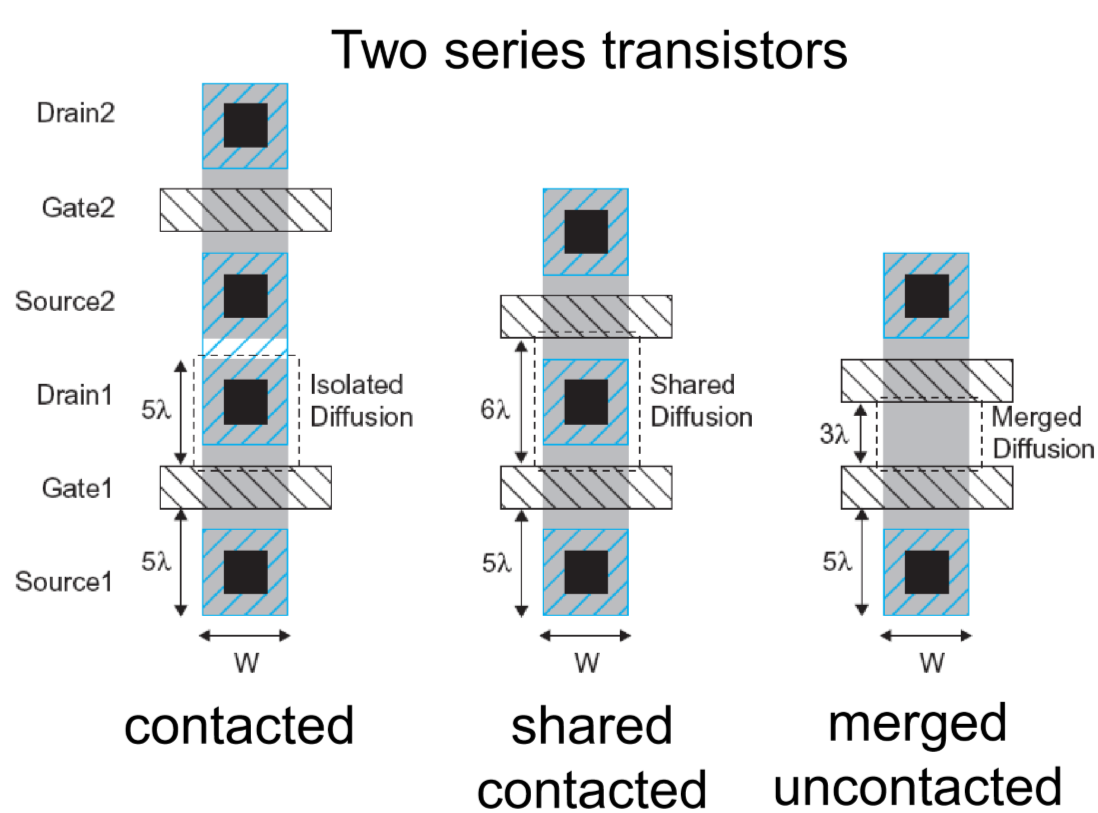 Two series transistors
Drain2
Gate2
Source2
Drain1
Gate1
Source1
5λ
Isolated
Diffusion
5λ
W
6λ
Shared
Diffusion
5λ
W
3λ
Merged
Diffusion
5λ
W
contacted
shared
contacted
merged
uncontacted